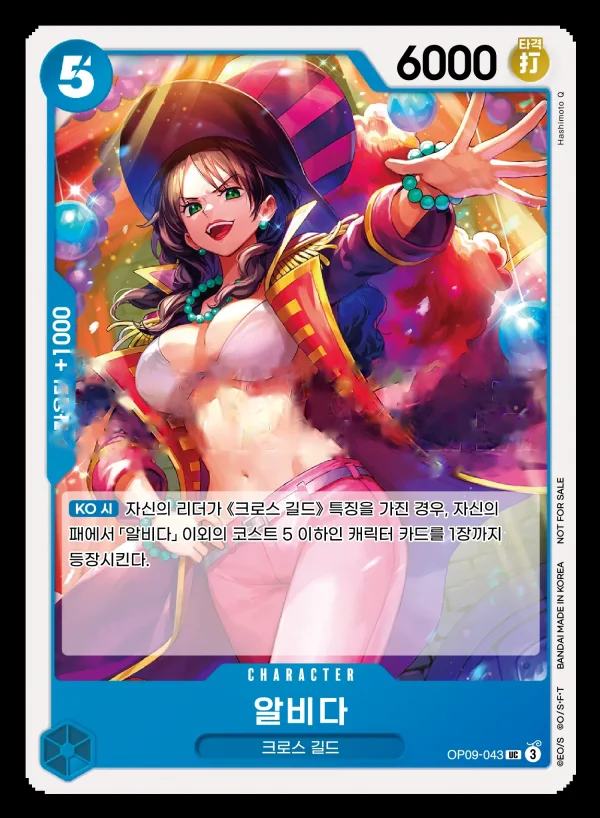 5
6000
타격
打
Hashimoto Q
+1000
KO 시 자신의 리더가 《크로스 길드》 특징을 가진 경우, 자신의
패에서 「알비다」 이외의 코스트 5 이하인 캐릭터 카드를 1장까지
등장시킨다.
CHARACTER
알비다
크로스 길드
OP09-043 UC 3
©EO/S ©O/S·F·T BANDAI MADE IN KOREA NOT FOR SALE